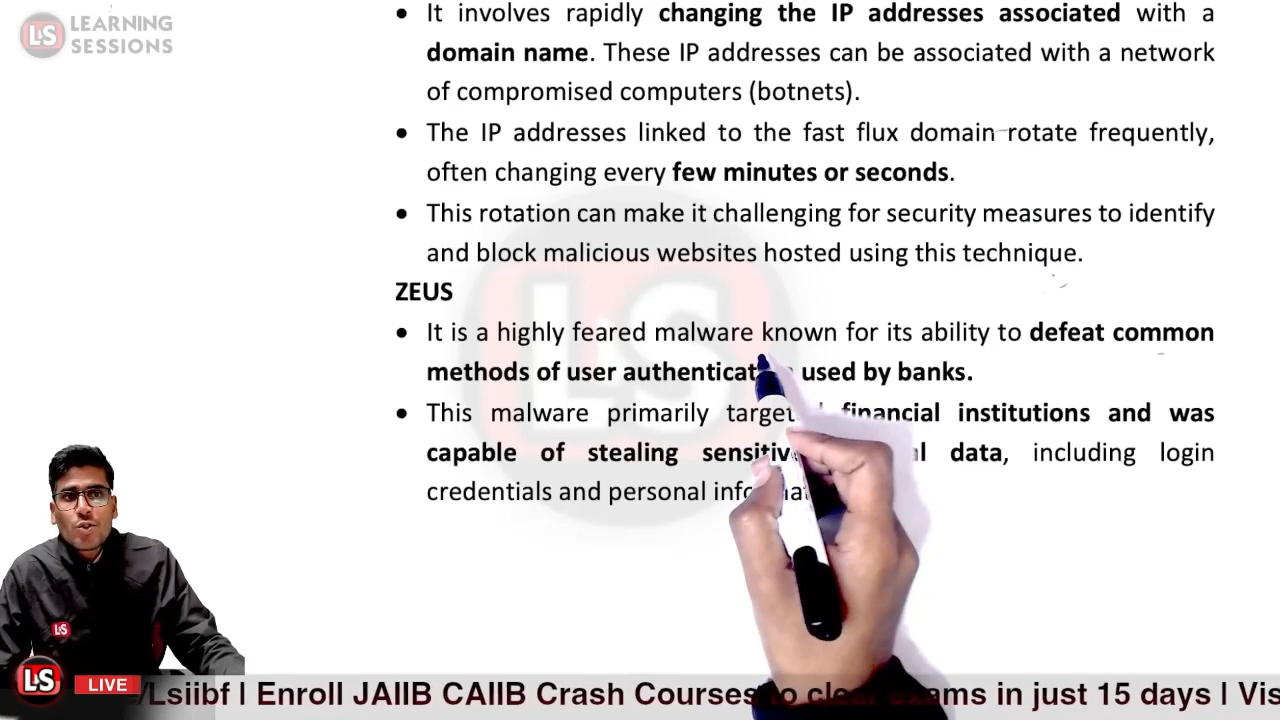 LS LEARNING
SESSIONS
• It involves rapidly changing the IP addresses associated with a
domain name. These IP addresses can be associated with a network
of compromised computers (botnets).
• The IP addresses linked to the fast flux domain rotate frequently,
often changing every few minutes or seconds.
• This rotation can make it challenging for security measures to identify
and block malicious websites hosted using this technique.
ZEUS
• It is a highly feared malware known for its ability to defeat common
methods of user used by banks.
• This malware primarily financial institutions and was
capable of stealing data, including login
credentials and personal
LS
LS LIVE /Lsiibf | Enroll JAIIB CAIIB Crash Courses to clear exams in just 15 days | Vis